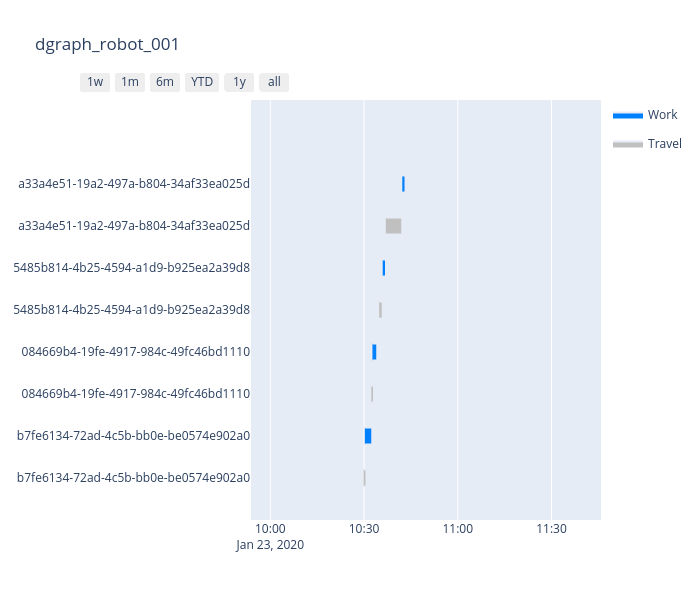 dgraph_robot_001
1w 1m 6m YTD 1y all
Work
Travel
a33a4e51-19a2-497a-b804-34af33ea025d
a33a4e51-19a2-497a-b804-34af33ea025d
5485b814-4b25-4594-a1d9-b925ea2a39d8
5485b814-4b25-4594-a1d9-b925ea2a39d8
084669b4-19fe-4917-984c-49fc46bd1110
084669b4-19fe-4917-984c-49fc46bd1110
b7fe6134-72ad-4c5b-bb0e-be0574e902a0
b7fe6134-72ad-4c5b-bb0e-be0574e902a0
10:00 10:30 11:00 11:30
Jan 23, 2020